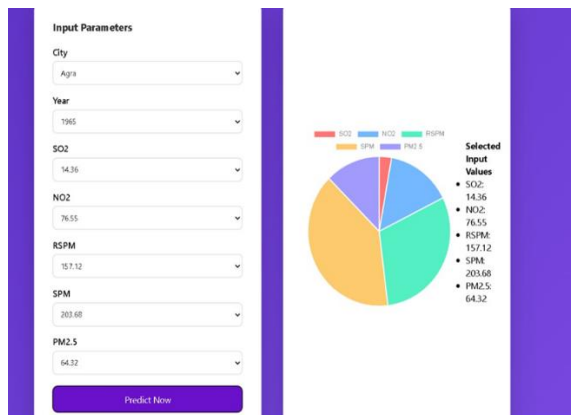 Input Parameters
City
Agra
Year
1965
SO2
14.36
NO2
76.55
RSPM
157.12
SPM
203.68
PM2.5
64.32
Predict Now
SO2 NO2 RSPM
SPM PM2.5
Selected
Input
Values
SO2:
14.36
NO2:
76.55
RSPM:
157.12
SPM:
203.68
PM2.5:
64.32